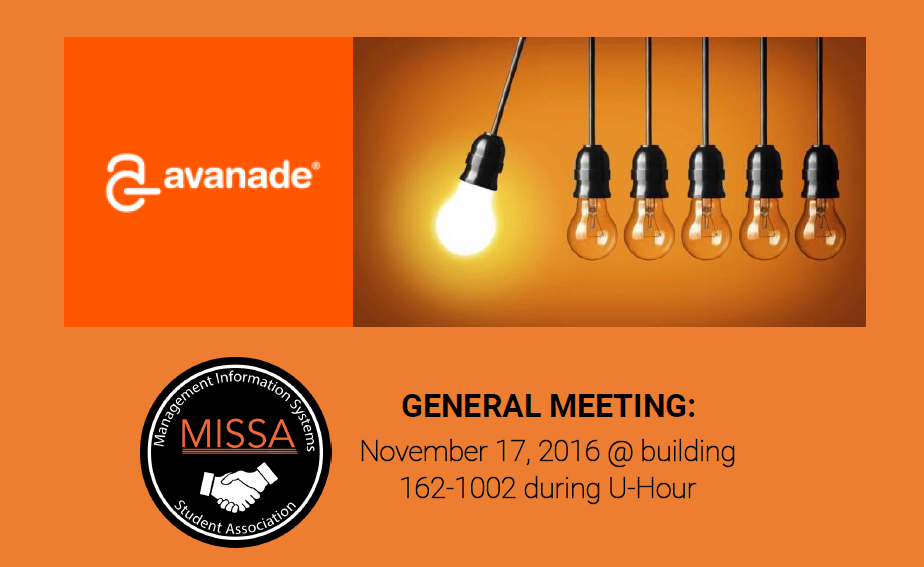 avanade®
Management Information Systems
MISSA
Student Association
GENERAL MEETING:
November 17, 2016 @ building
162-1002 during U-Hour